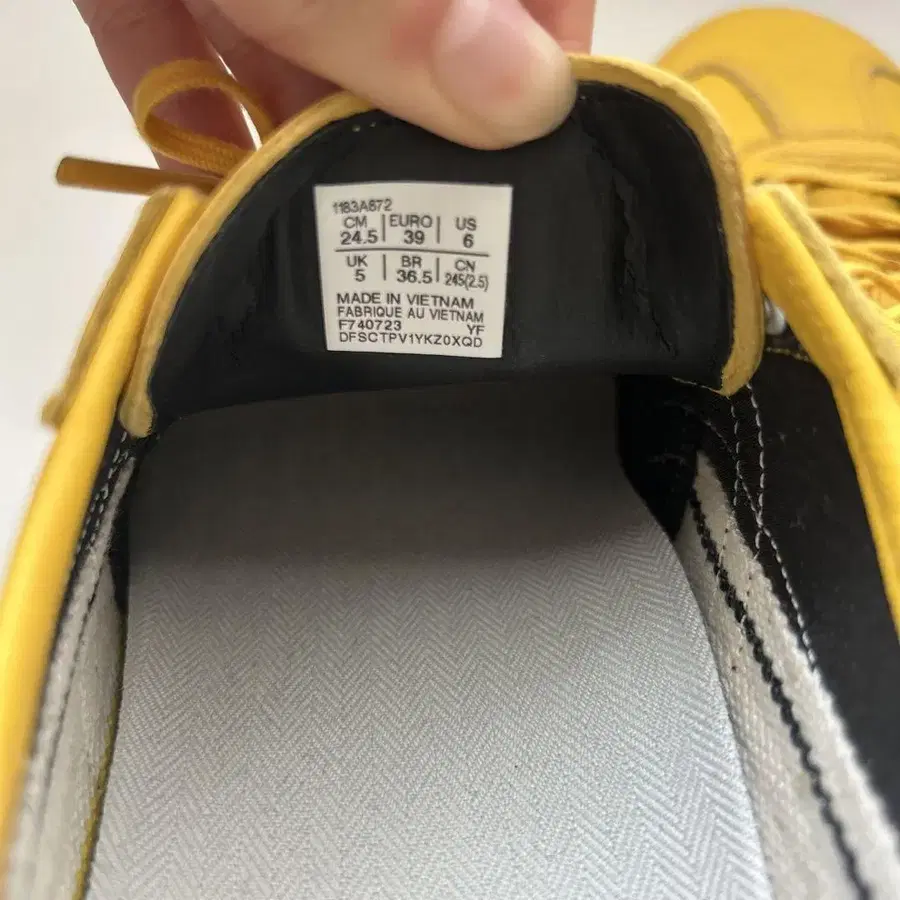 1183A872
CM | EURO | US
24.5 | 39 | 6
UK | BR | CN
5 | 36.5 | 245(2.5)
MADE IN VIETNAM
FABRIQUE AU VIETNAM
F740723 YF
DFSCTPV1YKZ0XQD